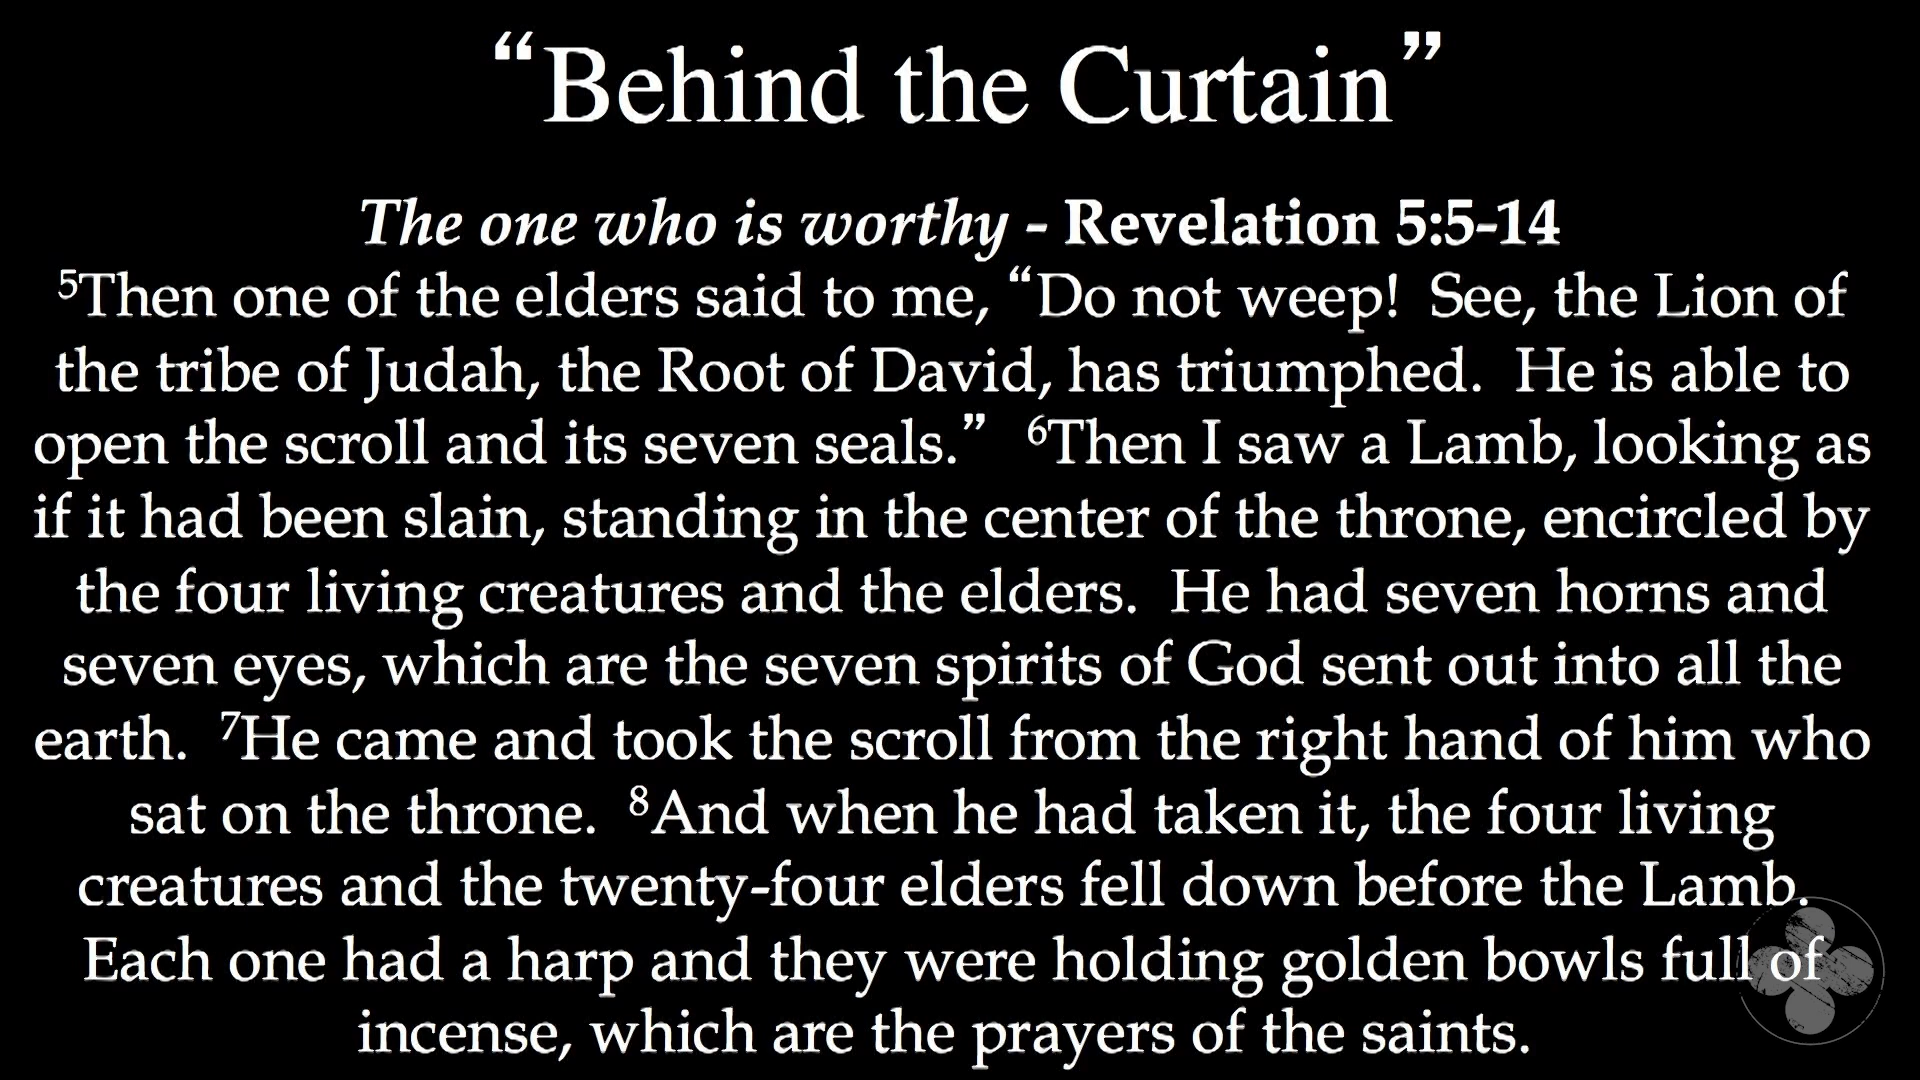 “Behind the Curtain”
The one who is worthy - Revelation 5:5-14
⁵Then one of the elders said to me, “Do not weep!  See, the Lion of
the tribe of Judah, the Root of David, has triumphed.  He is able to
open the scroll and its seven seals.”  ⁶Then I saw a Lamb, looking as
if it had been slain, standing in the center of the throne, encircled by
the four living creatures and the elders.  He had seven horns and
seven eyes, which are the seven spirits of God sent out into all the
earth.  ⁷He came and took the scroll from the right hand of him who
sat on the throne.  ⁸And when he had taken it, the four living
creatures and the twenty-four elders fell down before the Lamb.
Each one had a harp and they were holding golden bowls full of
incense, which are the prayers of the saints.